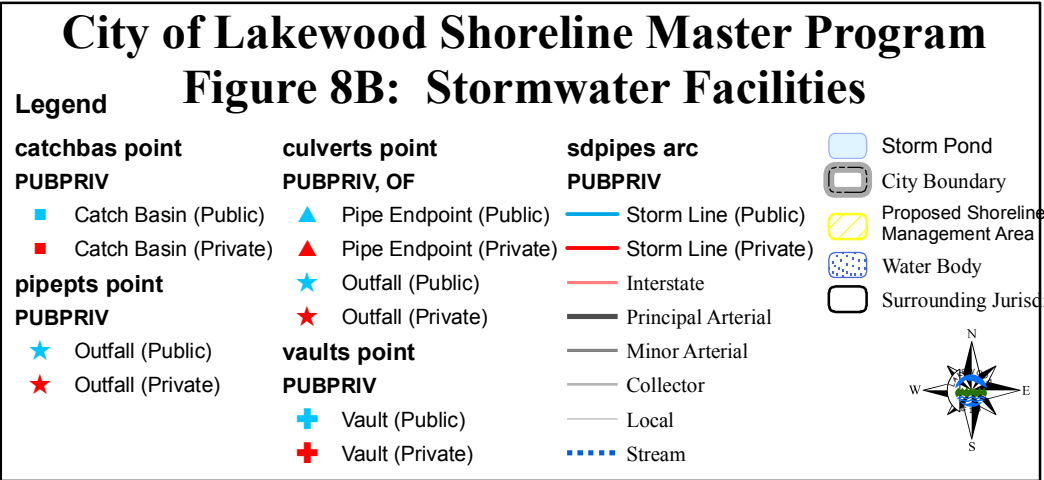 City of Lakewood Shoreline Master Program
Figure 8B: Stormwater Facilities
Legend
catchbas point
PUBPRIV
Catch Basin (Public)
Catch Basin (Private)
pipepts point
PUBPRIV
Outfall (Public)
Outfall (Private)
culverts point
PUBPRIV, OF
Pipe Endpoint (Public)
Pipe Endpoint (Private)
Outfall (Public)
Outfall (Private)
vaults point
PUBPRIV
Vault (Public)
Vault (Private)
sdpipes arc
PUBPRIV
Storm Line (Public)
Storm Line (Private)
Interstate
Principal Arterial
Minor Arterial
Collector
Local
Stream
Storm Pond
City Boundary
Proposed Shoreline
Management Area
Water Body
Surrounding Jurisd
N
W E
S